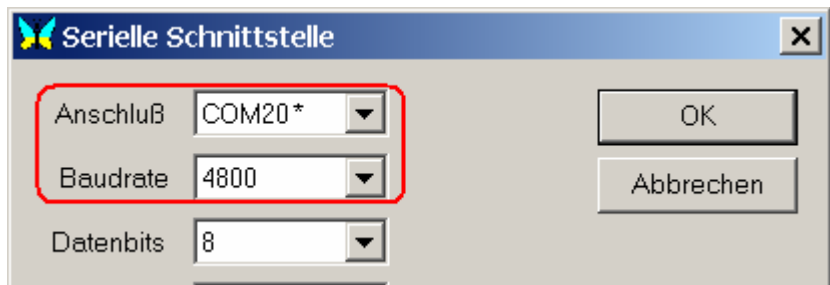 Serielle Schnittstelle
Anschluß COM20* OK
Baudrate 4800 Abbrechen
Datenbits 8